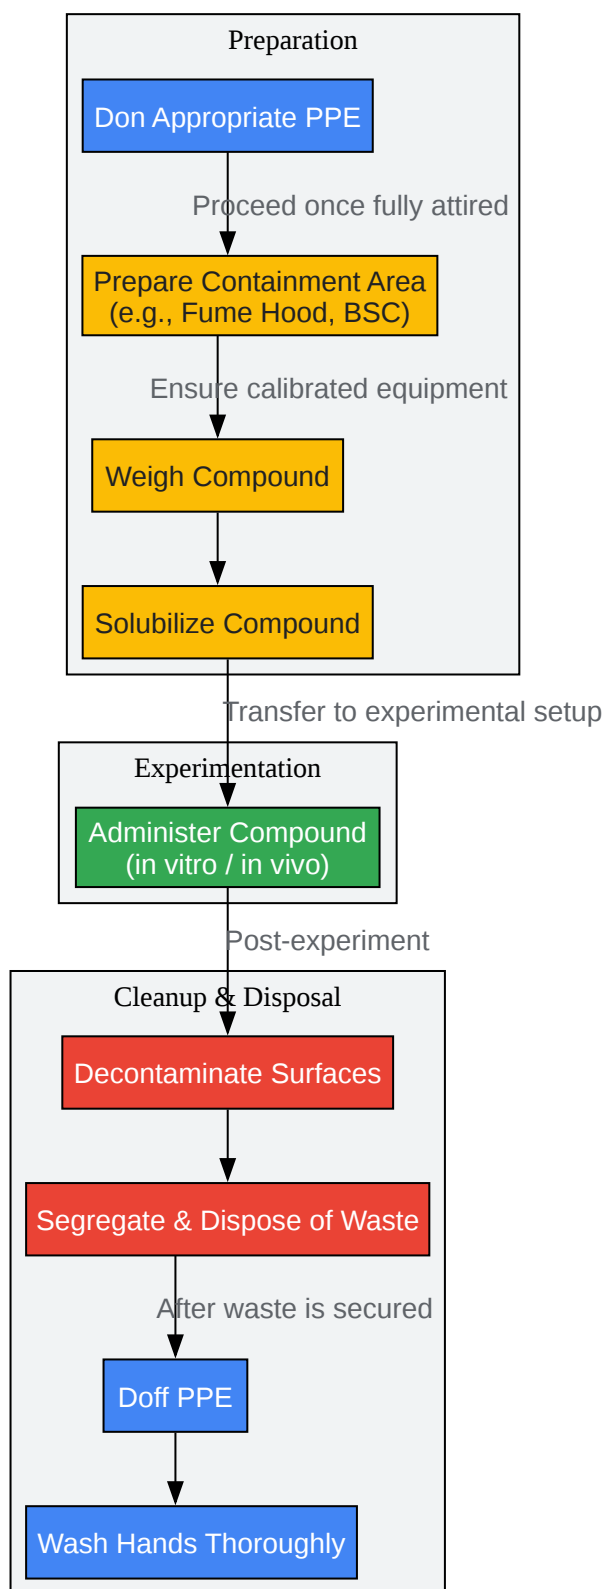 Preparation
Don Appropriate PPE
Proceed once fully attired
Prepare Containment Area
(e.g., Fume Hood, BSC)
Ensure calibrated equipment
Weigh Compound
Solubilize Compound
Transfer to experimental setup
Experimentation
Administer Compound
(in vitro / in vivo)
Post-experiment
Cleanup & Disposal
Decontaminate Surfaces
Segregate & Dispose of Waste
After waste is secured
Doff PPE
Wash Hands Thoroughly